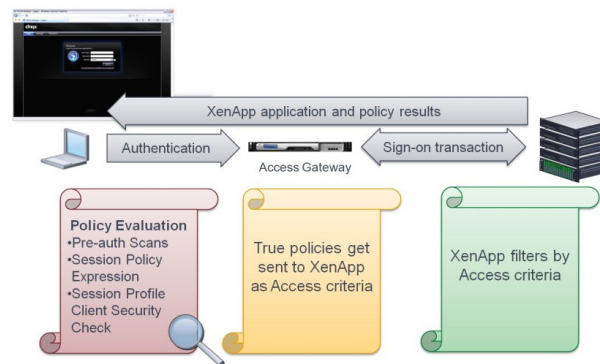 citrix
XenApp application and policy results
Authentication
Access Gateway
Sign-on transaction
Policy Evaluation
•Pre-auth Scans
•Session Policy
Expression
•Session Profile
Client Security
Check
True policies get
sent to XenApp
as Access criteria
XenApp filters by
Access criteria